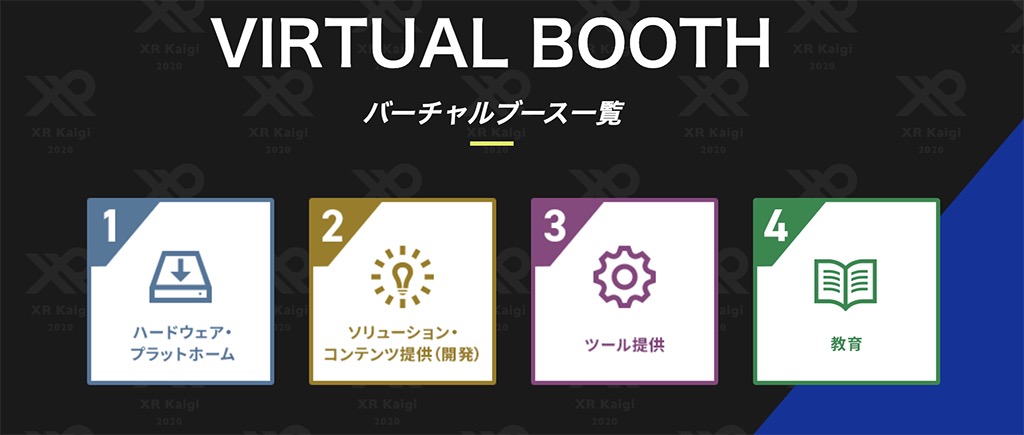 VIRTUAL BOOTH
バーチャルブース一覧
XR Kaigi
2020
1
ハードウェア・
プラットホーム
2
ソリューション・
コンテンツ提供(開発)
3
ツール提供
4
教育